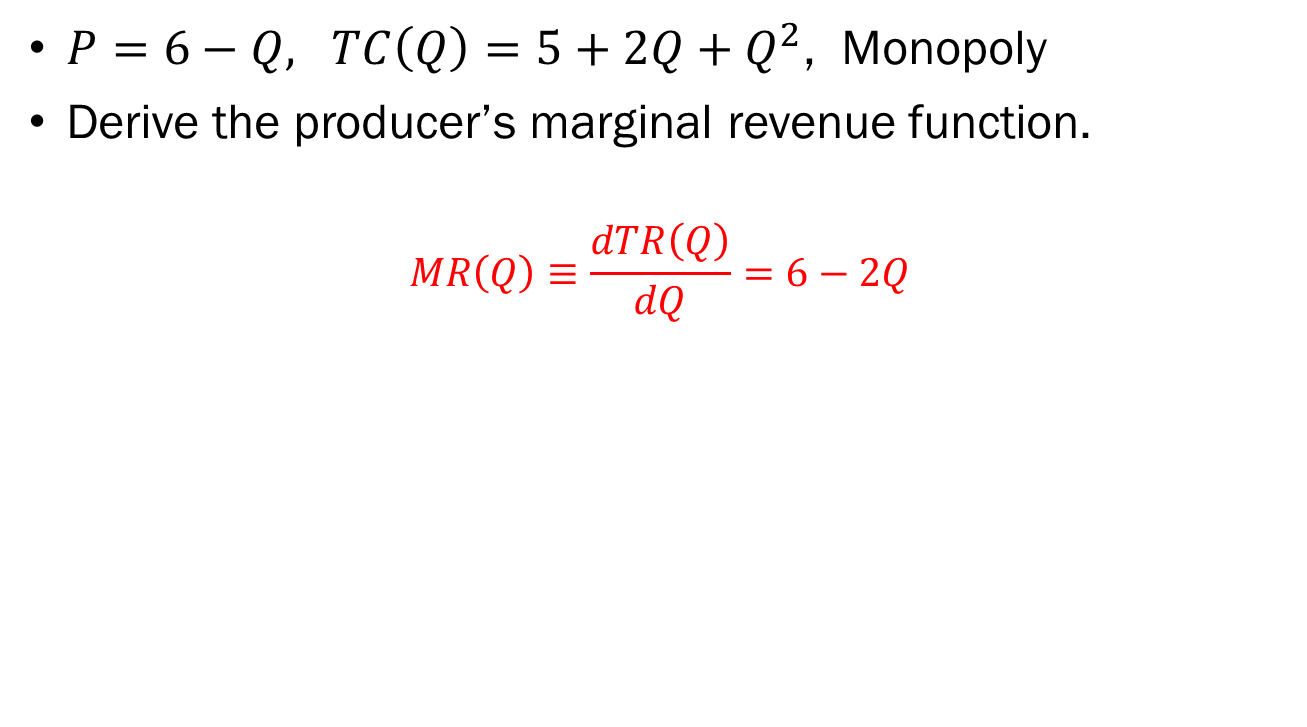 • P = 6 − Q, TC(Q) = 5 + 2Q + Q², Monopoly
• Derive the producer’s marginal revenue function.
MR(Q) ≡ dTR(Q)/dQ = 6 − 2Q